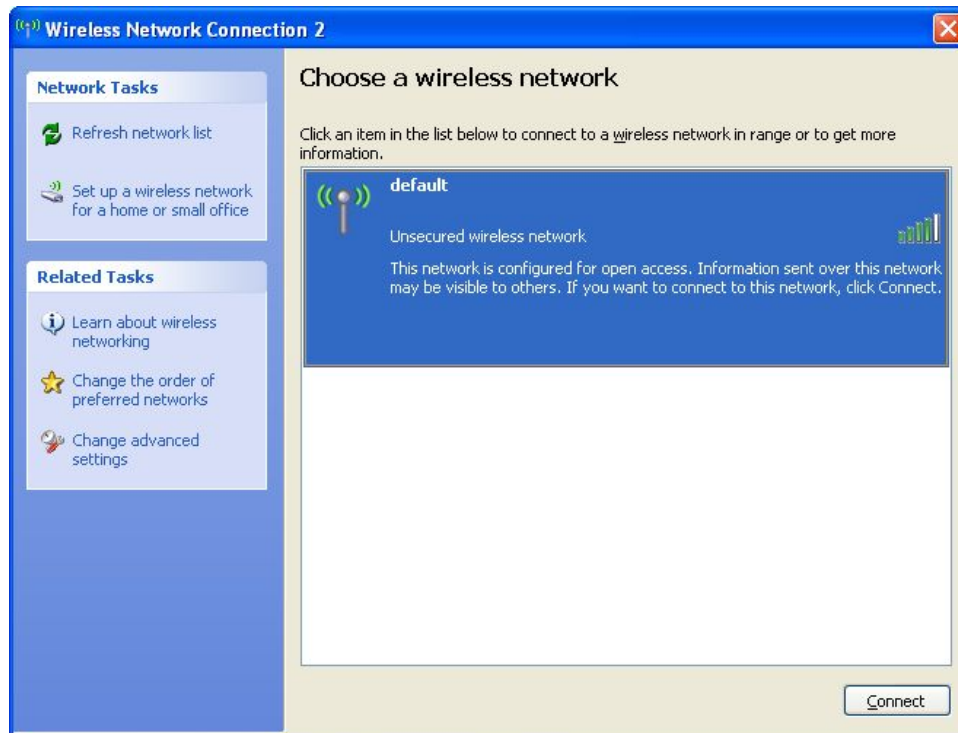 Wireless Network Connection 2
Network Tasks
Refresh network list
Set up a wireless network
for a home or small office
Related Tasks
Learn about wireless
networking
Change the order of
preferred networks
Change advanced
settings
Choose a wireless network
Click an item in the list below to connect to a wireless network in range or to get more
information.
default
Unsecured wireless network
This network is configured for open access. Information sent over this network
may be visible to others. If you want to connect to this network, click Connect.
Connect